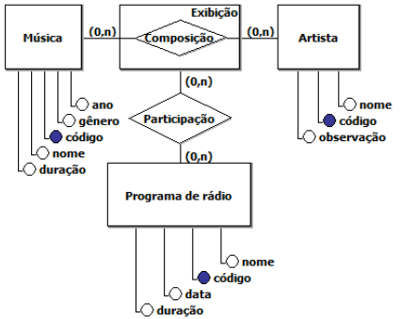 Exibição
Música
(0,n)
Composição
(0,n)
Artista
(0,n)
ano
gênero
código
nome
duração
nome
código
observação
Participação
(0,n)
Programa de rádio
nome
código
data
duração